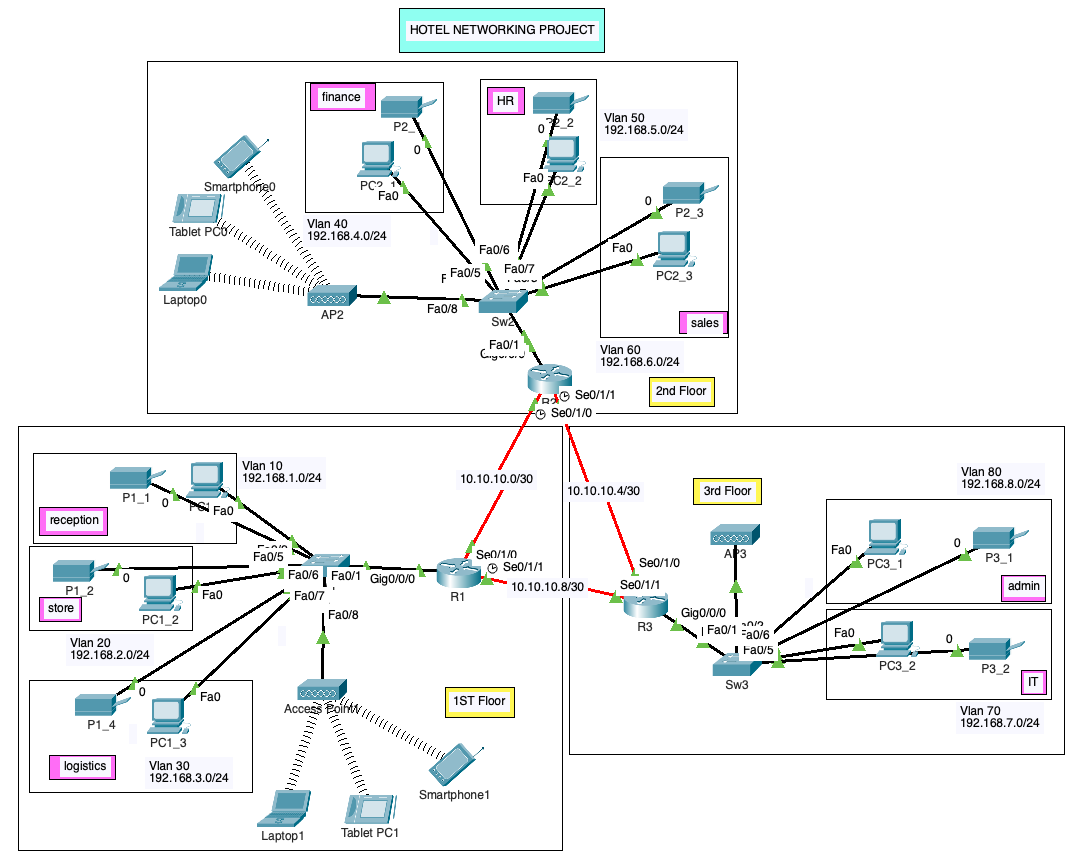 HOTEL NETWORKING PROJECT
finance
HR
Vlan 50
192.168.5.0/24
0
0
Smartphone0
Fa0
Fa0
PC2_2
Tablet PC0
Vlan 40
192.168.4.0/24
0
P2_3
Fa0/6
Fa0
Fa0/5
Fa0/7
PC2_3
Laptop0
AP2
Fa0/8
Sw2
sales
Fa0/1
Vlan 60
192.168.6.0/24
Se0/1/1
2nd Floor
Se0/1/0
Vlan 10
192.168.1.0/24
P1_1
0
Fa0
reception
10.10.10.0/30
10.10.10.4/30
3rd Floor
Vlan 80
192.168.8.0/24
AP3
Fa0/5
Fa0/6
Fa0/1
Gig0/0/0
Se0/1/0
Se0/1/1
R1
10.10.10.8/30
Se0/1/0
Se0/1/1
R3
Gig0/0/0
Fa0/1
Fa0/6
Fa0/5
Sw3
Fa0
PC3_1
0
P3_1
admin
P1_2
0
store
PC1_2
Fa0
Fa0/7
Fa0/8
Fa0
PC3_2
0
P3_2
IT
Vlan 20
192.168.2.0/24
Vlan 70
192.168.7.0/24
0
Fa0
P1_4
PC1_3
logistics
Vlan 30
192.168.3.0/24
1ST Floor
Smartphone1
Laptop1
Tablet PC1